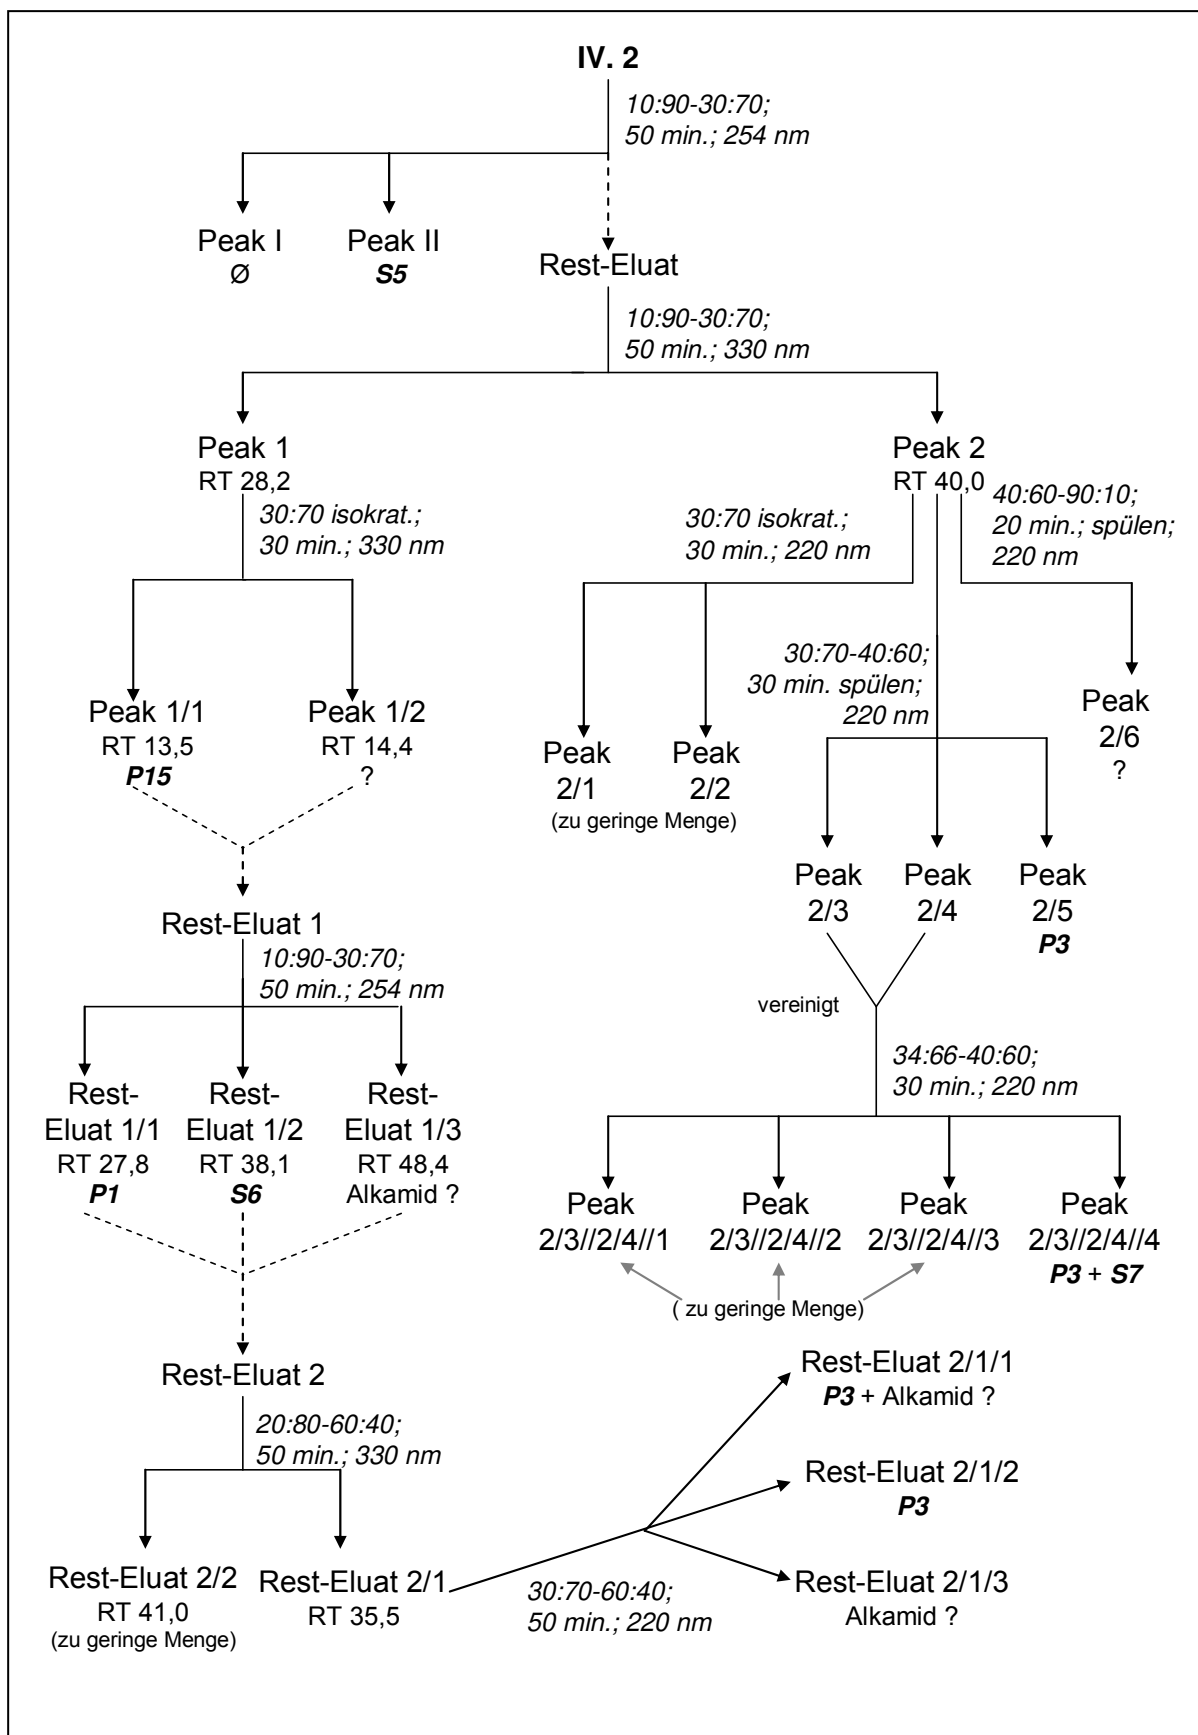 IV. 2
10:90-30:70;
50 min.; 254 nm
Peak I
Ø
Peak II
S5
Rest-Eluat
10:90-30:70;
50 min.; 330 nm
Peak 1
RT 28,2
Peak 2
RT 40,0
30:70 isokrat.;
30 min.; 330 nm
30:70 isokrat.;
30 min.; 220 nm
40:60-90:10;
20 min.; spülen;
220 nm
30:70-40:60;
30 min. spülen;
220 nm
Peak 1/1
RT 13,5
P15
Peak 1/2
RT 14,4
?
Peak
2/1
Peak
2/2
(zu geringe Menge)
Peak
2/6
?
Peak
2/3
Peak
2/4
Peak
2/5
P3
Rest-Eluat 1
10:90-30:70;
50 min.; 254 nm
vereinigt
34:66-40:60;
30 min.; 220 nm
Rest-
Eluat 1/1
RT 27,8
P1
Rest-
Eluat 1/2
RT 38,1
S6
Rest-
Eluat 1/3
RT 48,4
Alkamid ?
Peak
2/3//2/4//1
Peak
2/3//2/4//2
Peak
2/3//2/4//3
Peak
2/3//2/4//4
P3 + S7
( zu geringe Menge)
Rest-Eluat 2
20:80-60:40;
50 min.; 330 nm
Rest-Eluat 2/2
RT 41,0
(zu geringe Menge)
Rest-Eluat 2/1
RT 35,5
30:70-60:40;
50 min.; 220 nm
Rest-Eluat 2/1/1
P3 + Alkamid ?
Rest-Eluat 2/1/2
P3
Rest-Eluat 2/1/3
Alkamid ?